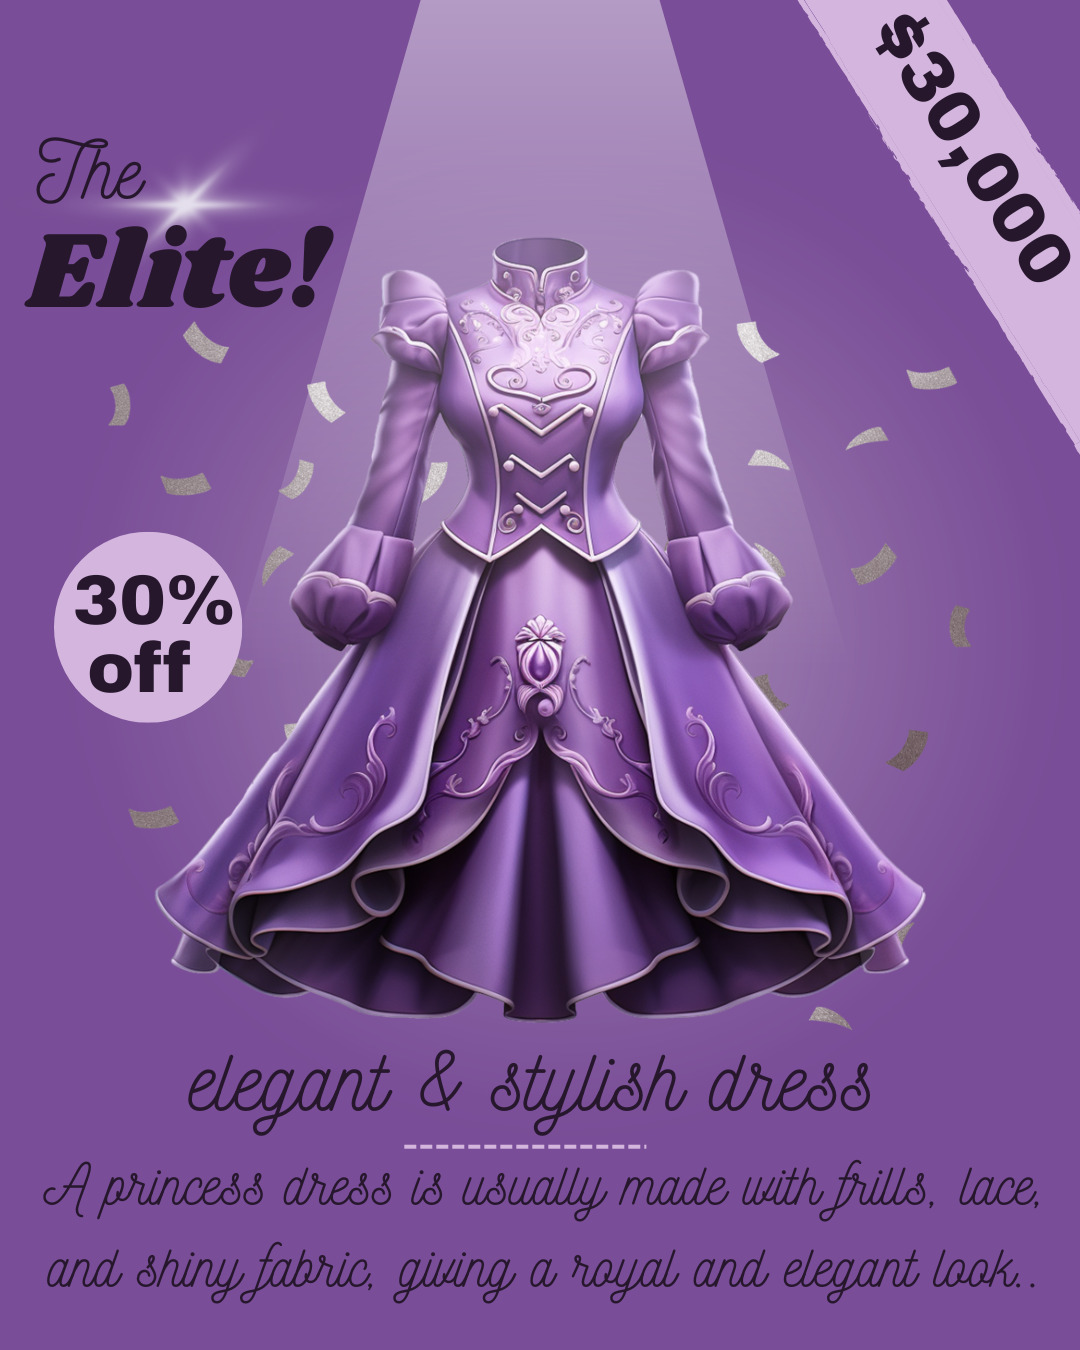 The
Elite!
$30,000
30%
off
elegant & stylish dress
A princess dress is usually made with frills, lace,
and shiny fabric, giving a royal and elegant look..